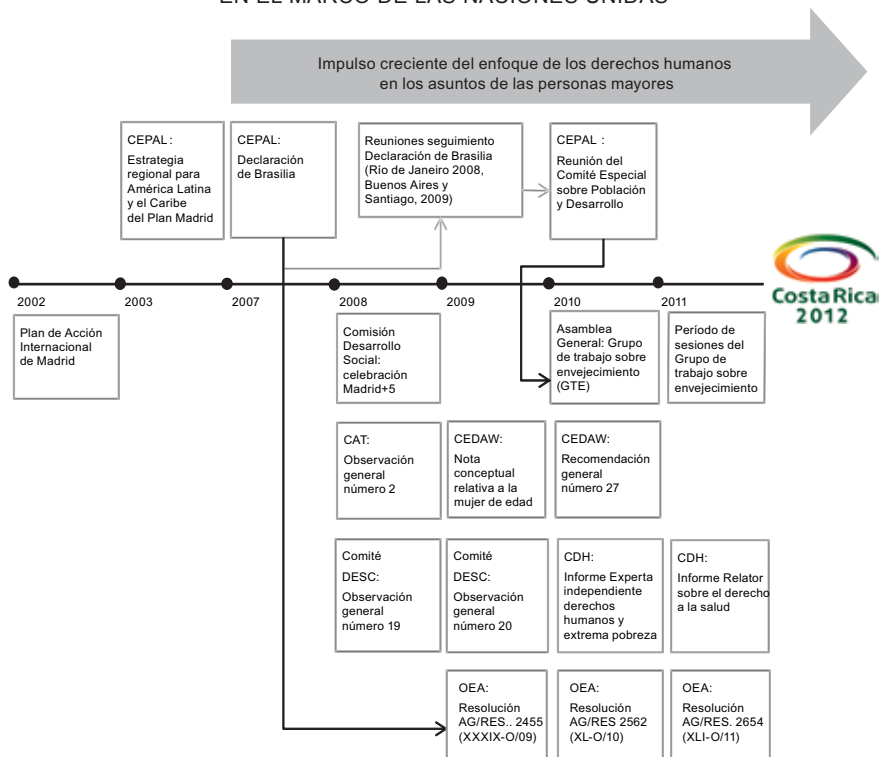 EN EL MARCO DE LAS NACIONES UNIDAS
Impulso creciente del enfoque de los derechos humanos
en los asuntos de las personas mayores
CEPAL :
Estrategia
regional para
América Latina
y el Caribe
del Plan Madrid
CEPAL:
Declaración
de Brasilia
Reuniones seguimiento
Declaración de Brasilia
(Río de Janeiro 2008,
Buenos Aires y
Santiago, 2009)
CEPAL :
Reunión del
Comité Especial
sobre Población
y Desarrollo
2002
2003
2007
2008
2009
2010
2011
Costa Rica
2012
Plan de Acción
Internacional
de Madrid
Comisión
Desarrollo
Social:
celebración
Madrid+5
Asamblea
General: Grupo
de trabajo sobre
envejecimiento
(GTE)
Período de
sesiones del
Grupo de
trabajo sobre
envejecimiento
CAT:
Observación
general
número 2
CEDAW:
Nota
conceptual
relativa a la
mujer de edad
CEDAW:
Recomendación
general
número 27
Comité
DESC:
Observación
general
número 19
Comité
DESC:
Observación
general
número 20
CDH:
Informe Experta
independiente
derechos
humanos y
extrema pobreza
CDH:
Informe Relator
sobre el derecho
a la salud
OEA:
Resolución
AG/RES.. 2455
(XXXIX-O/09)
OEA:
Resolución
AG/RES 2562
(XL-O/10)
OEA:
Resolución
AG/RES. 2654
(XLI-O/11)